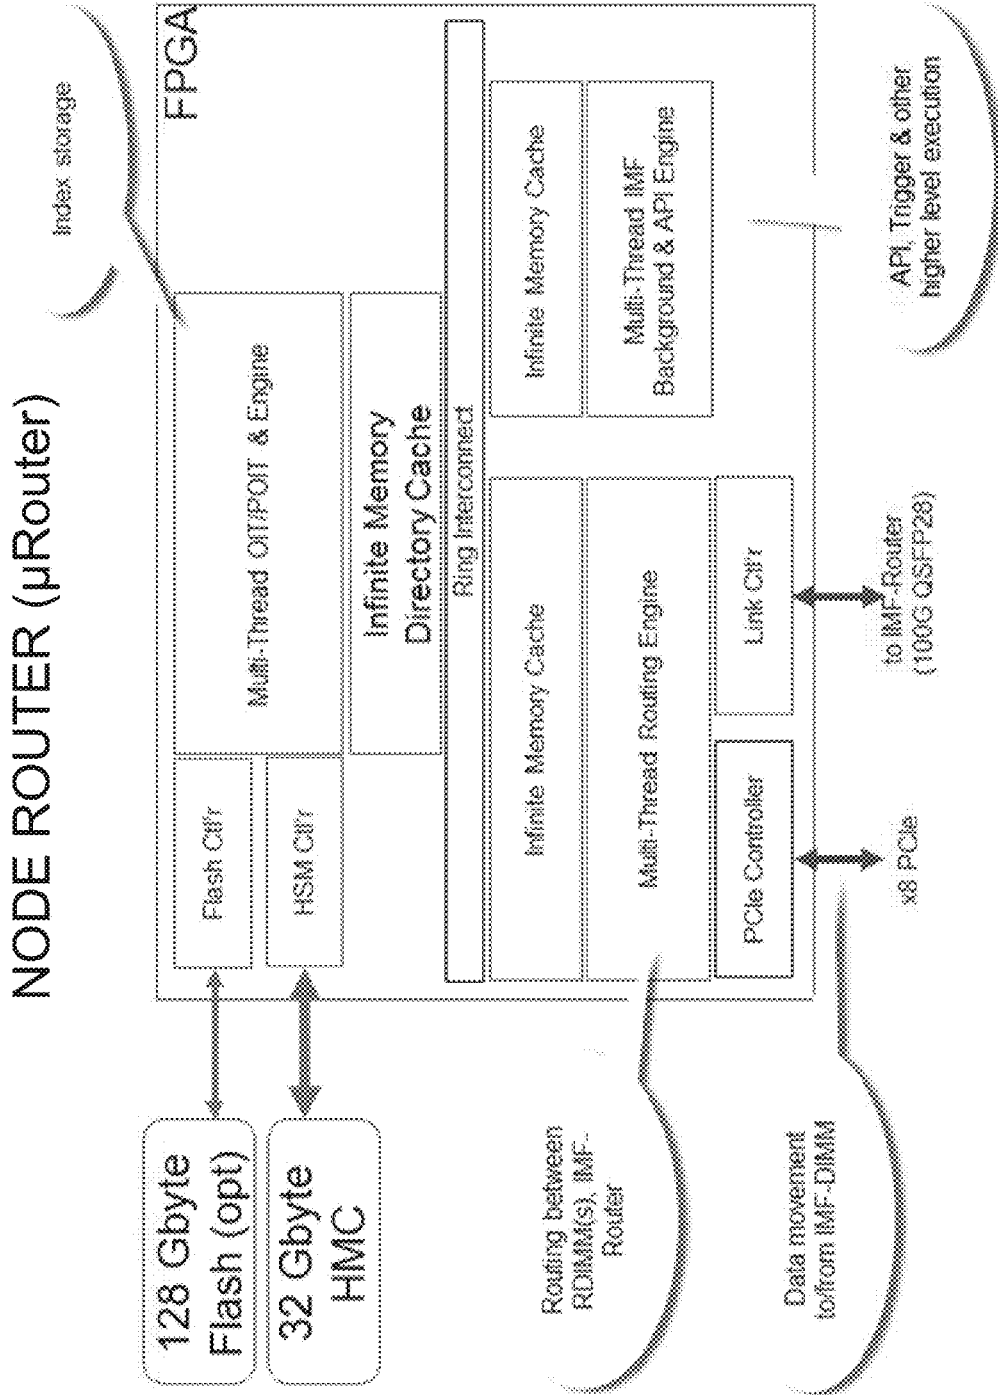 NODE ROUTER (µRouter)
Index storage
FPGA
128 Gbyte
Flash (opt)
32 Gbyte
HMC
Flash Ctl'r
HSM Ctl'r
Multi-Thread OIT/POIT & Engine
Infinite Memory
Directory Cache
Ring Interconnect
Infinite Memory Cache
Infinite Memory Cache
Multi-Thread Routing Engine
Multi-Thread IMF
Background & API Engine
PCIe Controller
Link Ctl'r
Routing between
RDIMM(s), IMF-
Router
Data movement
to/from IMF-DIMM
x8 PCIe
to IMF-Router
(100G QSFP28)
API, Trigger & other
higher level execution